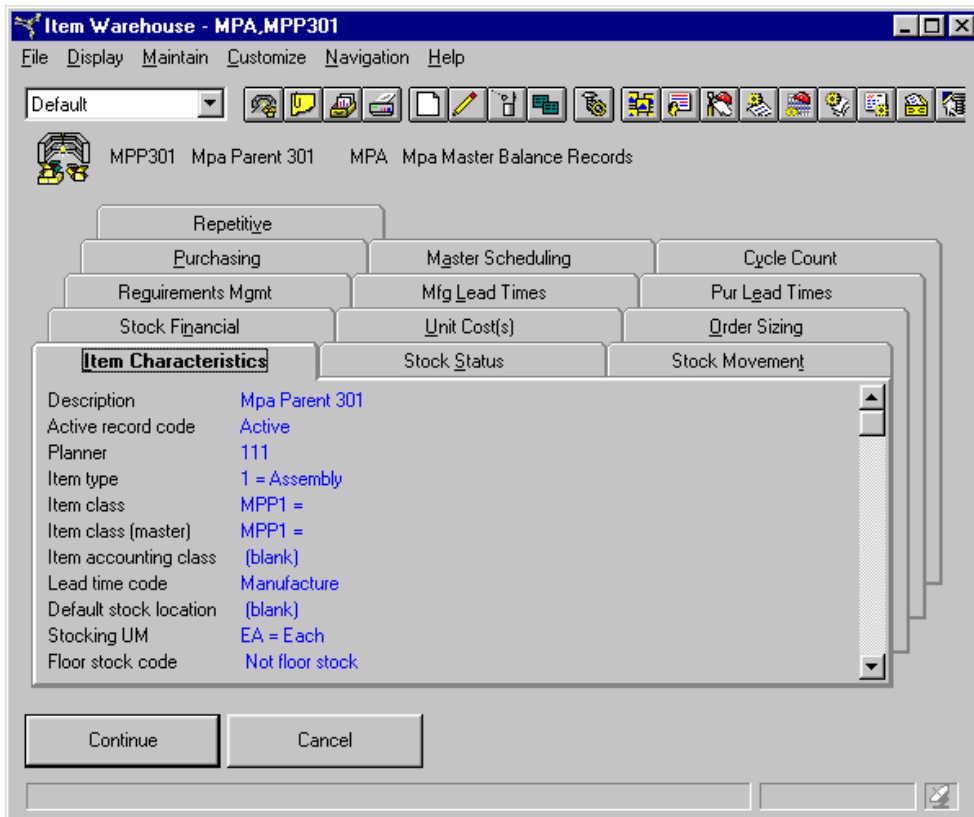 Item Warehouse - MPA,MPP301
File Display Maintain Customize Navigation Help
Default
MPP301 Mpa Parent 301 MPA Mpa Master Balance Records
Repetitive
Purchasing Master Scheduling Cycle Count
Reguirements Mgmt Mfg Lead Times Pur Lead Times
Stock Financial Unit Cost(s) Order Sizing
Item Characteristics Stock Status Stock Movement
Description Mpa Parent 301
Active record code Active
Planner 111
Item type 1 = Assembly
Item class MPP1 =
Item class (master) MPP1 =
Item accounting class (blank)
Lead time code Manufacture
Default stock location (blank)
Stocking UM EA = Each
Floor stock code Not floor stock
Continue Cancel